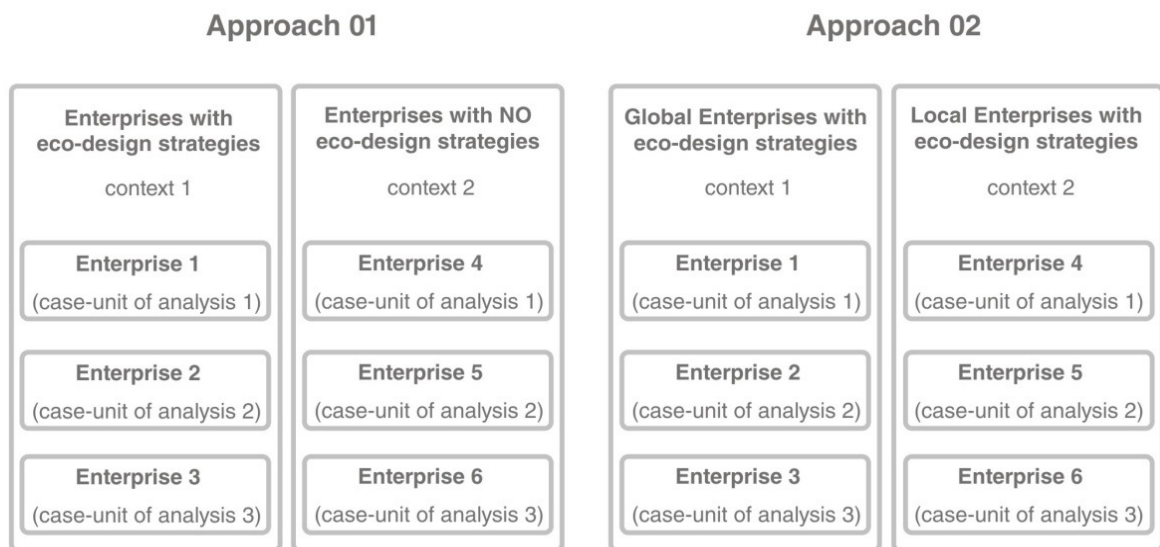 Approach 01
Enterprises with
eco-design strategies
context 1
Enterprise 1
(case-unit of analysis 1)
Enterprise 2
(case-unit of analysis 2)
Enterprise 3
(case-unit of analysis 3)
Enterprises with NO
eco-design strategies
context 2
Enterprise 4
(case-unit of analysis 1)
Enterprise 5
(case-unit of analysis 2)
Enterprise 6
(case-unit of analysis 3)
Approach 02
Global Enterprises with
eco-design strategies
context 1
Enterprise 1
(case-unit of analysis 1)
Enterprise 2
(case-unit of analysis 2)
Enterprise 3
(case-unit of analysis 3)
Local Enterprises with
eco-design strategies
context 2
Enterprise 4
(case-unit of analysis 1)
Enterprise 5
(case-unit of analysis 2)
Enterprise 6
(case-unit of analysis 3)